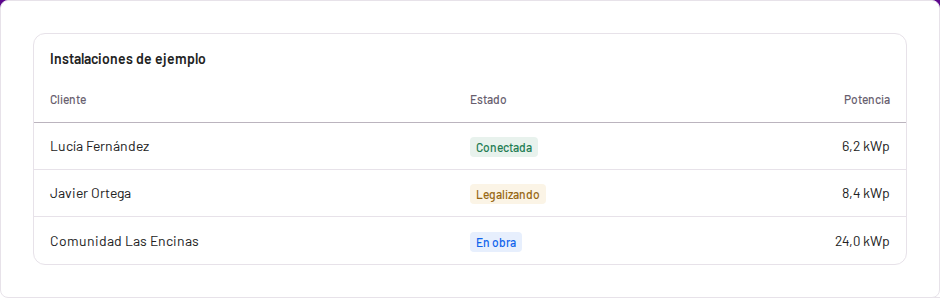 Instalaciones de ejemplo
Cliente Estado Potencia
Lucía Fernández Conectada 6,2 kWp
Javier Ortega Legalizando 8,4 kWp
Comunidad Las Encinas En obra 24,0 kWp